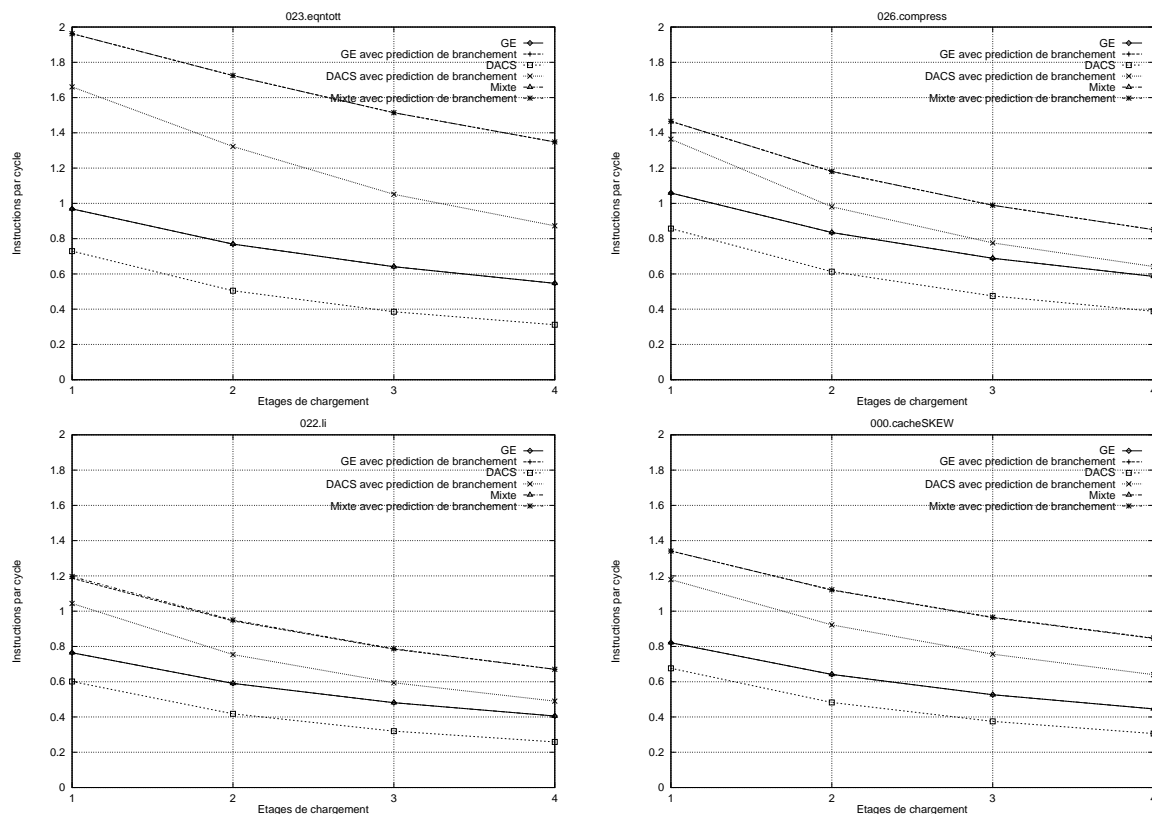 023.eqntott
2
1.8
1.6
1.4
1.2
1
0.8
0.6
0.4
0.2
0
Instructions par cycle
GE
GE avec prediction de branchement
DACS
DACS avec prediction de branchement
Mixte
Mixte avec prediction de branchement
1 2 3 4
Etages de chargement
026.compress
2
1.8
1.6
1.4
1.2
1
0.8
0.6
0.4
0.2
0
Instructions par cycle
GE
GE avec prediction de branchement
DACS
DACS avec prediction de branchement
Mixte
Mixte avec prediction de branchement
1 2 3 4
Etages de chargement
022.li
2
1.8
1.6
1.4
1.2
1
0.8
0.6
0.4
0.2
0
Instructions par cycle
GE
GE avec prediction de branchement
DACS
DACS avec prediction de branchement
Mixte
Mixte avec prediction de branchement
1 2 3 4
Etages de chargement
000.cacheSKEW
2
1.8
1.6
1.4
1.2
1
0.8
0.6
0.4
0.2
0
Instructions par cycle
GE
GE avec prediction de branchement
DACS
DACS avec prediction de branchement
Mixte
Mixte avec prediction de branchement
1 2 3 4
Etages de chargement